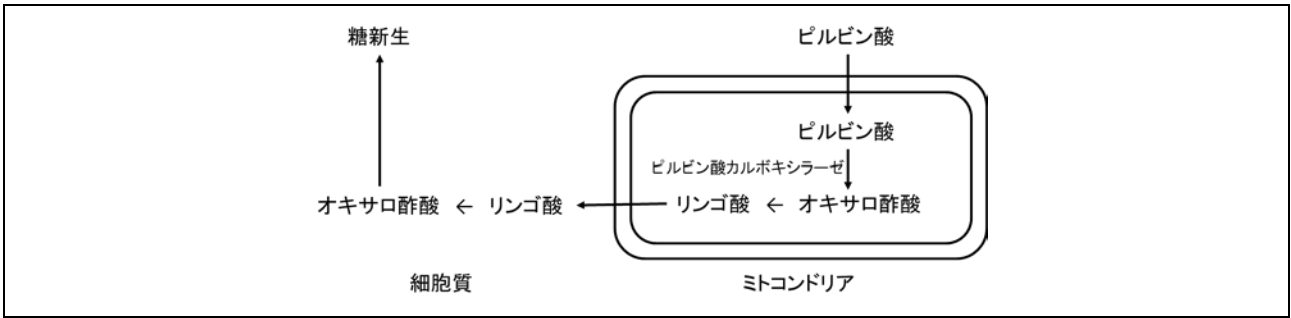 糖新生 ピルビン酸
ピルビン酸
ピルビン酸カルボキシラーゼ
オキサロ酢酸 ← リンゴ酸 ← リンゴ酸 ← オキサロ酢酸
細胞質 ミトコンドリア